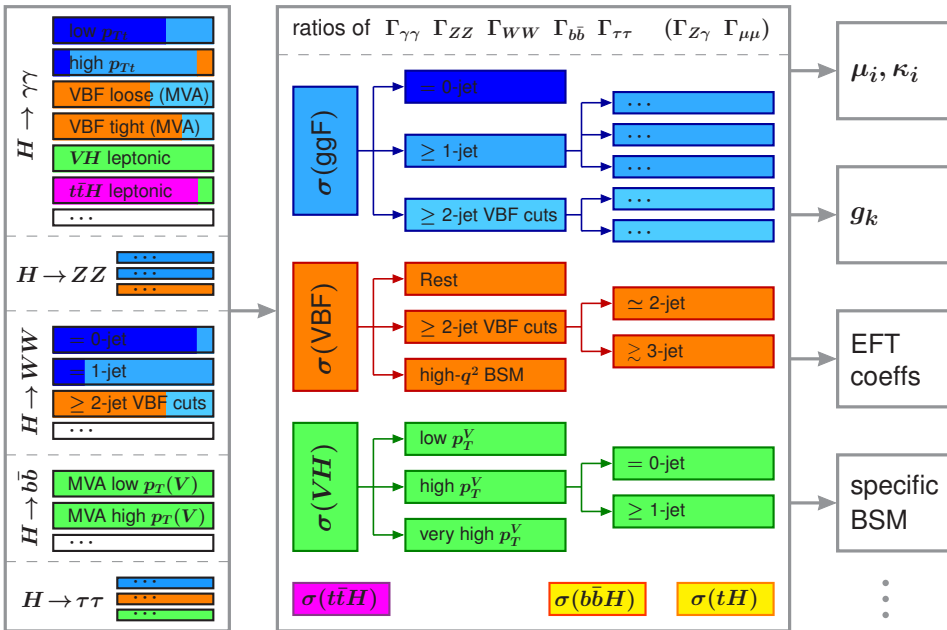 H → γγ
low p_Tt
high p_Tt
VBF loose (MVA)
VBF tight (MVA)
VH leptonic
tt̄H leptonic
...
H → ZZ
...
...
...
H → WW
= 0-jet
= 1-jet
≥ 2-jet VBF cuts
...
H → bb̄
MVA low p_T(V)
MVA high p_T(V)
...
H → ττ
...
...
...
ratios of Γ_γγ Γ_ZZ Γ_WW Γ_bb̄ Γ_ττ (Γ_Zγ Γ_μμ)
σ(ggF)
= 0-jet
≥ 1-jet
≥ 2-jet VBF cuts
...
...
...
...
...
σ(VBF)
Rest
≥ 2-jet VBF cuts
high-q² BSM
≃ 2-jet
≳ 3-jet
σ(VH)
low p_T^V
high p_T^V
very high p_T^V
= 0-jet
≥ 1-jet
σ(tt̄H)
σ(bb̄H)
σ(tH)
μ_i, κ_i
g_k
EFT
coeffs
specific
BSM
⋮